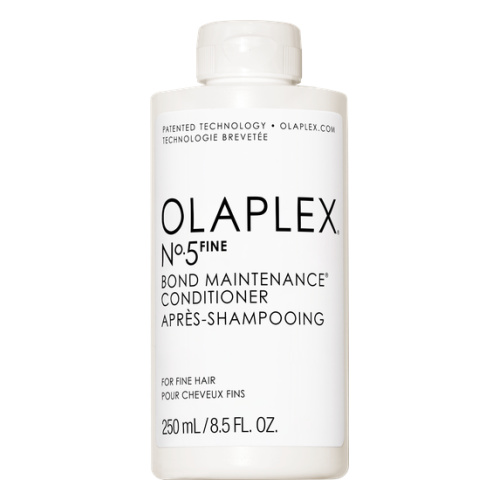 PATENTED TECHNOLOGY • OLAPLEX.COM
TECHNOLOGIE BREVETÉE
OLAPLEX®
Nº.5FINE
BOND MAINTENANCE®
CONDITIONER
APRÈS-SHAMPOOING
FOR FINE HAIR
POUR CHEVEUX FINS
250 mL/8.5 FL. OZ.